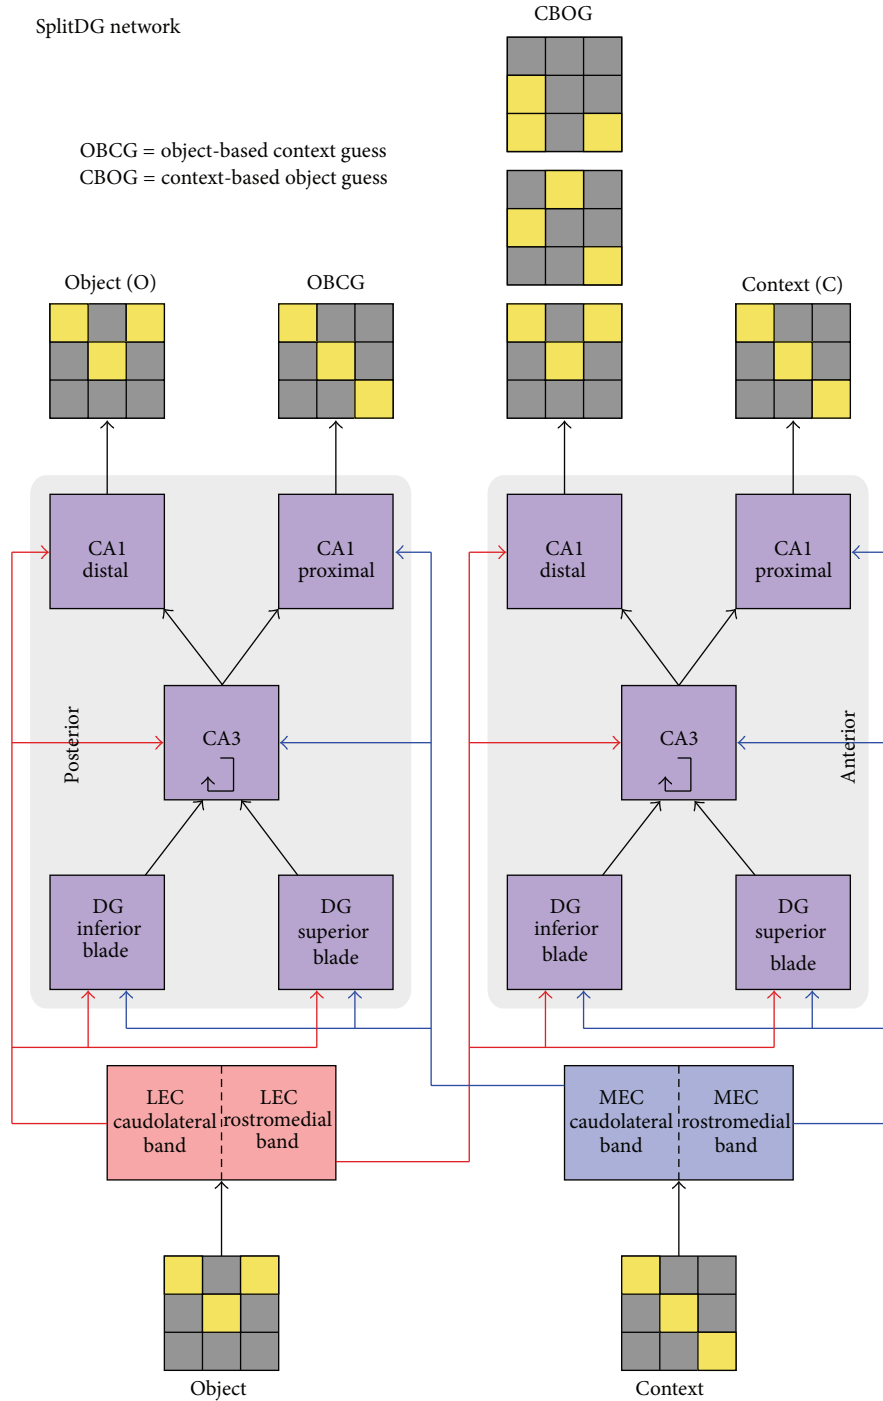 SplitDG network
CBOG
OBCG = object-based context guess
CBOG = context-based object guess
Object (O)
OBCG
Context (C)
CA1
distal
CA1
proximal
CA1
distal
CA1
proximal
Posterior
CA3
CA3
Anterior
DG
inferior
blade
DG
superior
blade
DG
inferior
blade
DG
superior
blade
LEC
caudolateral
band
LEC
rostromedial
band
MEC
caudolateral
band
MEC
rostromedial
band
Object
Context